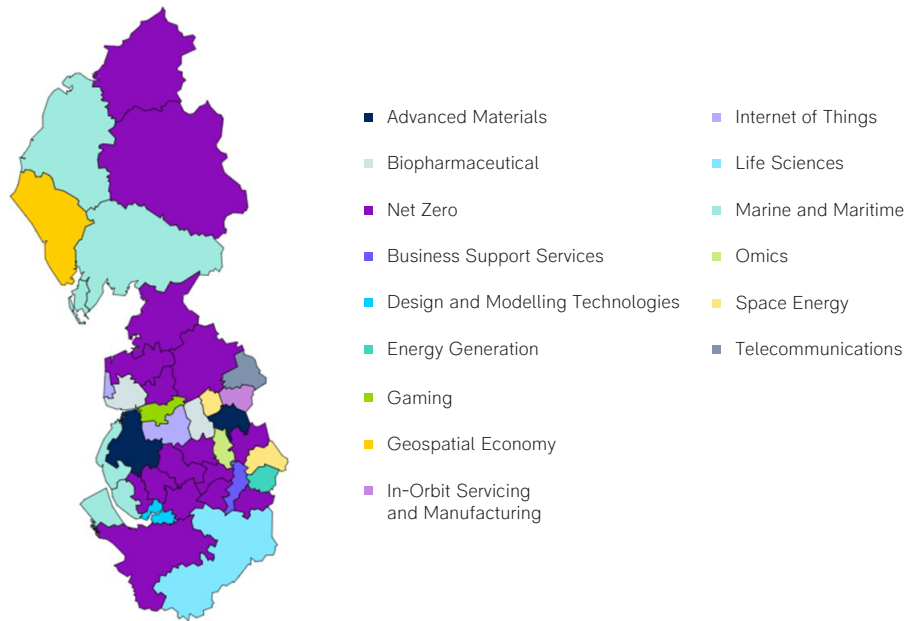 Advanced Materials
Biopharmaceutical
Net Zero
Business Support Services
Design and Modelling Technologies
Energy Generation
Gaming
Geospatial Economy
In-Orbit Servicing
and Manufacturing
Internet of Things
Life Sciences
Marine and Maritime
Omics
Space Energy
Telecommunications